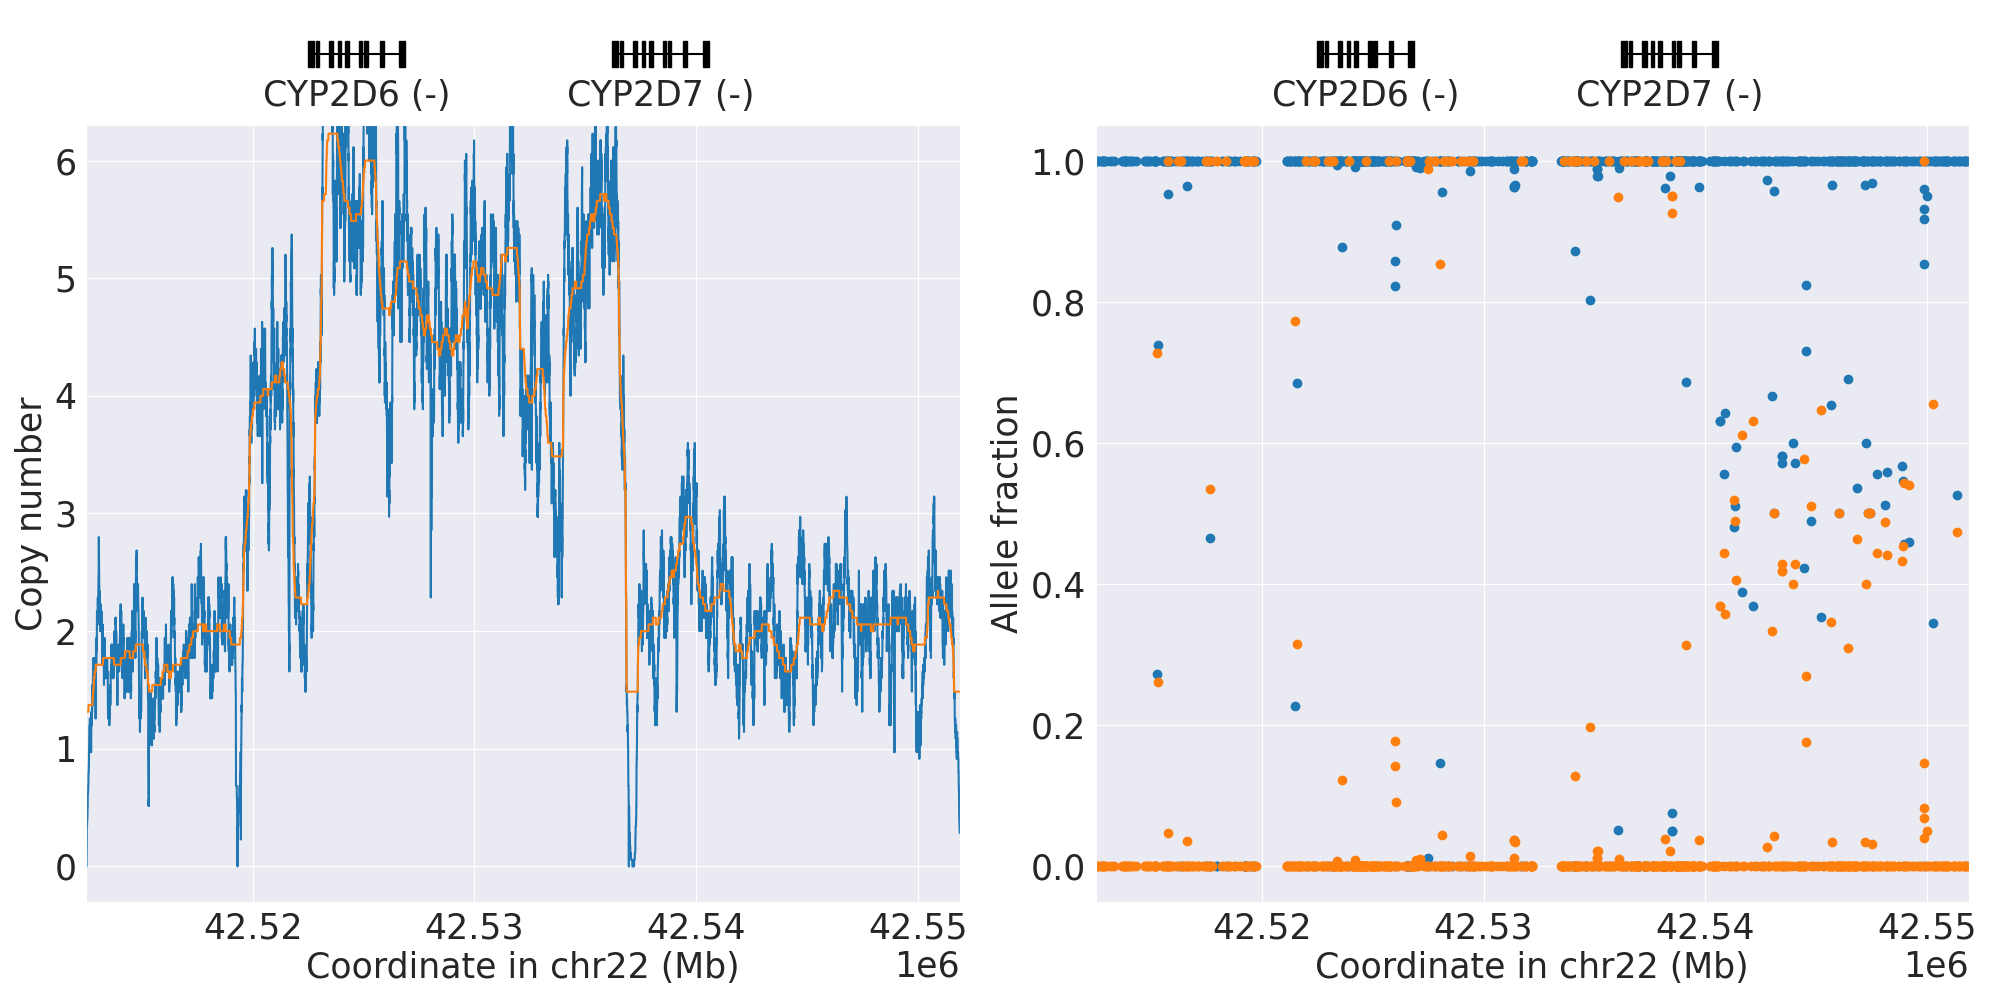 CYP2D6 (-) CYP2D7 (-)
6
5
4
3
2
1
0
Copy number
42.52 42.53 42.54 42.55
Coordinate in chr22 (Mb) 1e6
CYP2D6 (-) CYP2D7 (-)
1.0
0.8
0.6
0.4
0.2
0.0
Allele fraction
42.52 42.53 42.54 42.55
Coordinate in chr22 (Mb) 1e6